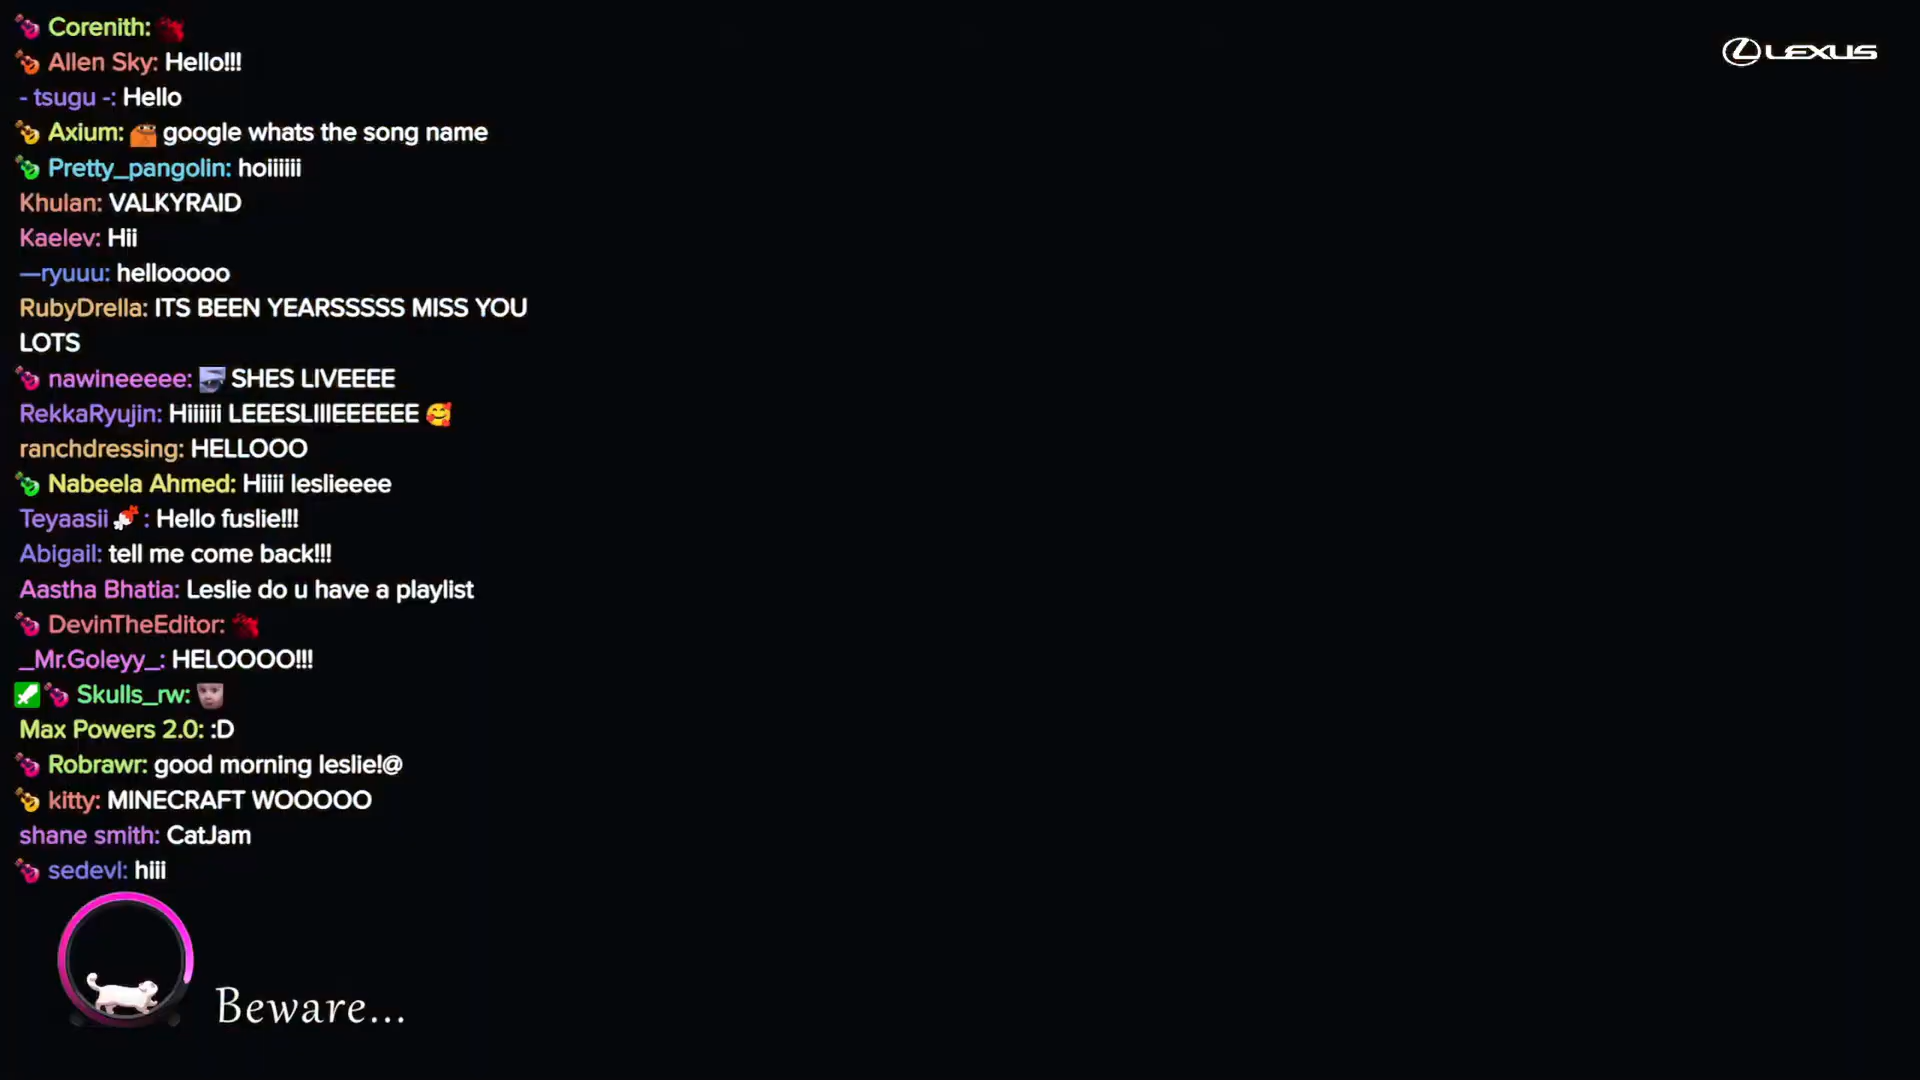 Corenith:
Allen Sky: Hello!!!
LEXUS
- tsugu -: Hello
Axium: google whats the song name
Pretty_pangolin: hoiiiiii
Khulan: VALKYRAID
Kaelev: Hii
—ryuuu: hellooooo
RubyDrella: ITS BEEN YEARSSSSS MISS YOU
LOTS
nawineeeee: SHES LIVEEEE
RekkaRyujin: Hiiiiii LEEESLIIIEEEEEE 🥰
ranchdressing: HELLOOO
Nabeela Ahmed: Hiiii leslieeee
Teyaasii : Hello fuslie!!!
Abigail: tell me come back!!!
Aastha Bhatia: Leslie do u have a playlist
DevinTheEditor:
_Mr.Goleyy_: HELOOOO!!!
Skulls_rw:
Max Powers 2.0: :D
Robrawr: good morning leslie!@
kitty: MINECRAFT WOOOOO
shane smith: CatJam
sedevl: hiii
Beware...